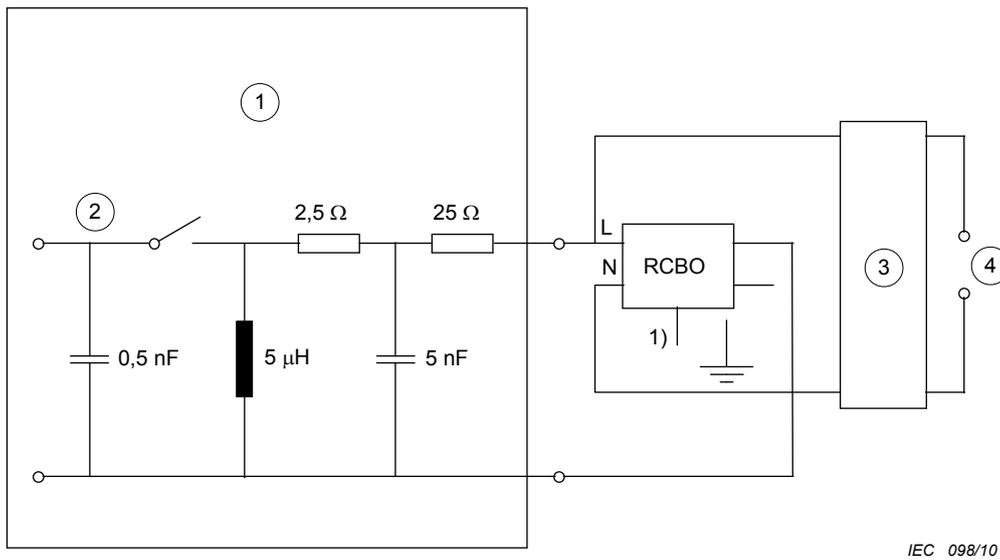 1
2
2,5 Ω
25 Ω
L
N
RCBO
3
4
1)
0,5 nF
5 μH
5 nF
IEC 098/10